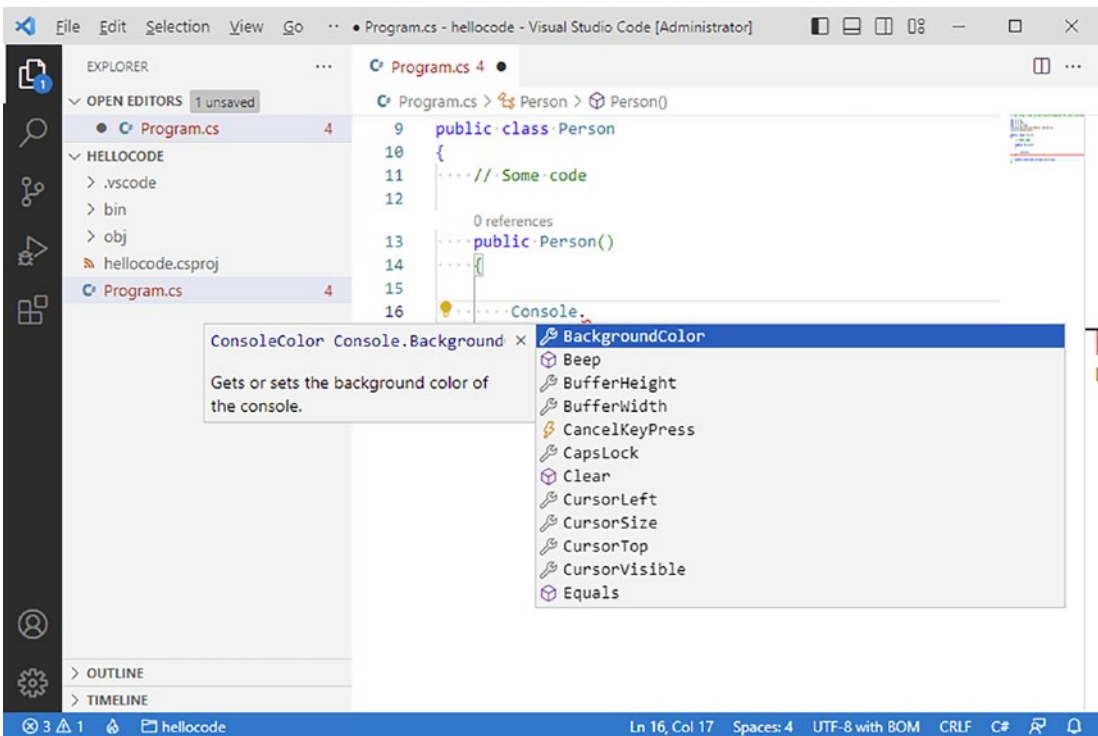 File Edit Selection View Go ·· ● Program.cs - hellocode - Visual Studio Code [Administrator]
EXPLORER ···
OPEN EDITORS 1 unsaved
● Program.cs 4
HELLOCODE
> .vscode
> bin
> obj
hellocode.csproj
Program.cs 4
OUTLINE
TIMELINE
1
Program.cs 4 ●
Program.cs > Person > Person()
9 public class Person
10 {
11 ····//·Some·code
12
0 references
13 ····public·Person()
14 ····{
15
16 ······Console.
ConsoleColor Console.Background ×
Gets or sets the background color of
the console.
BackgroundColor
Beep
BufferHeight
BufferWidth
CancelKeyPress
CapsLock
Clear
CursorLeft
CursorSize
CursorTop
CursorVisible
Equals
3 1 hellocode Ln 16, Col 17 Spaces: 4 UTF-8 with BOM CRLF C#